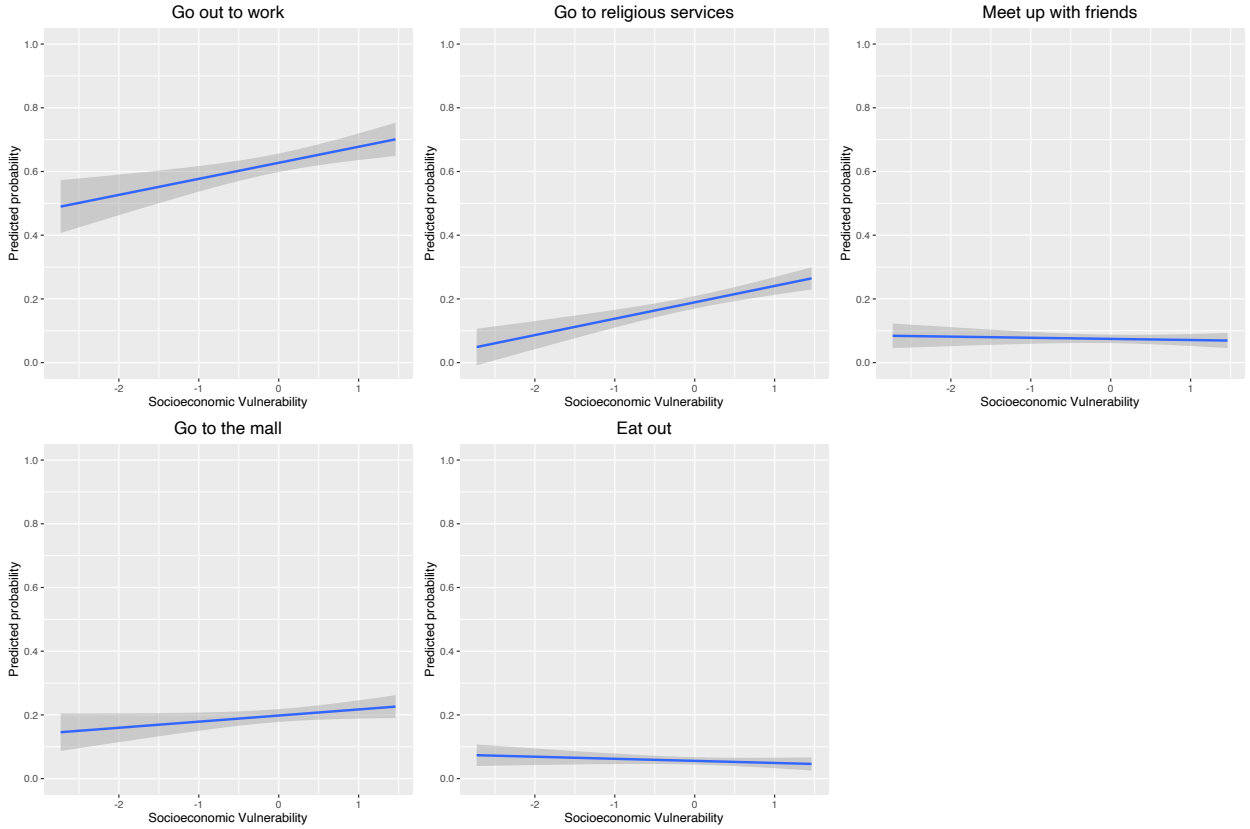 Go out to work
1.0
0.8
0.6
0.4
0.2
0.0
Predicted probability
-2 -1 0 1
Socioeconomic Vulnerability
Go to religious services
1.0
0.8
0.6
0.4
0.2
0.0
Predicted probability
-2 -1 0 1
Socioeconomic Vulnerability
Meet up with friends
1.0
0.8
0.6
0.4
0.2
0.0
Predicted probability
-2 -1 0 1
Socioeconomic Vulnerability
Go to the mall
1.0
0.8
0.6
0.4
0.2
0.0
Predicted probability
-2 -1 0 1
Socioeconomic Vulnerability
Eat out
1.0
0.8
0.6
0.4
0.2
0.0
Predicted probability
-2 -1 0 1
Socioeconomic Vulnerability